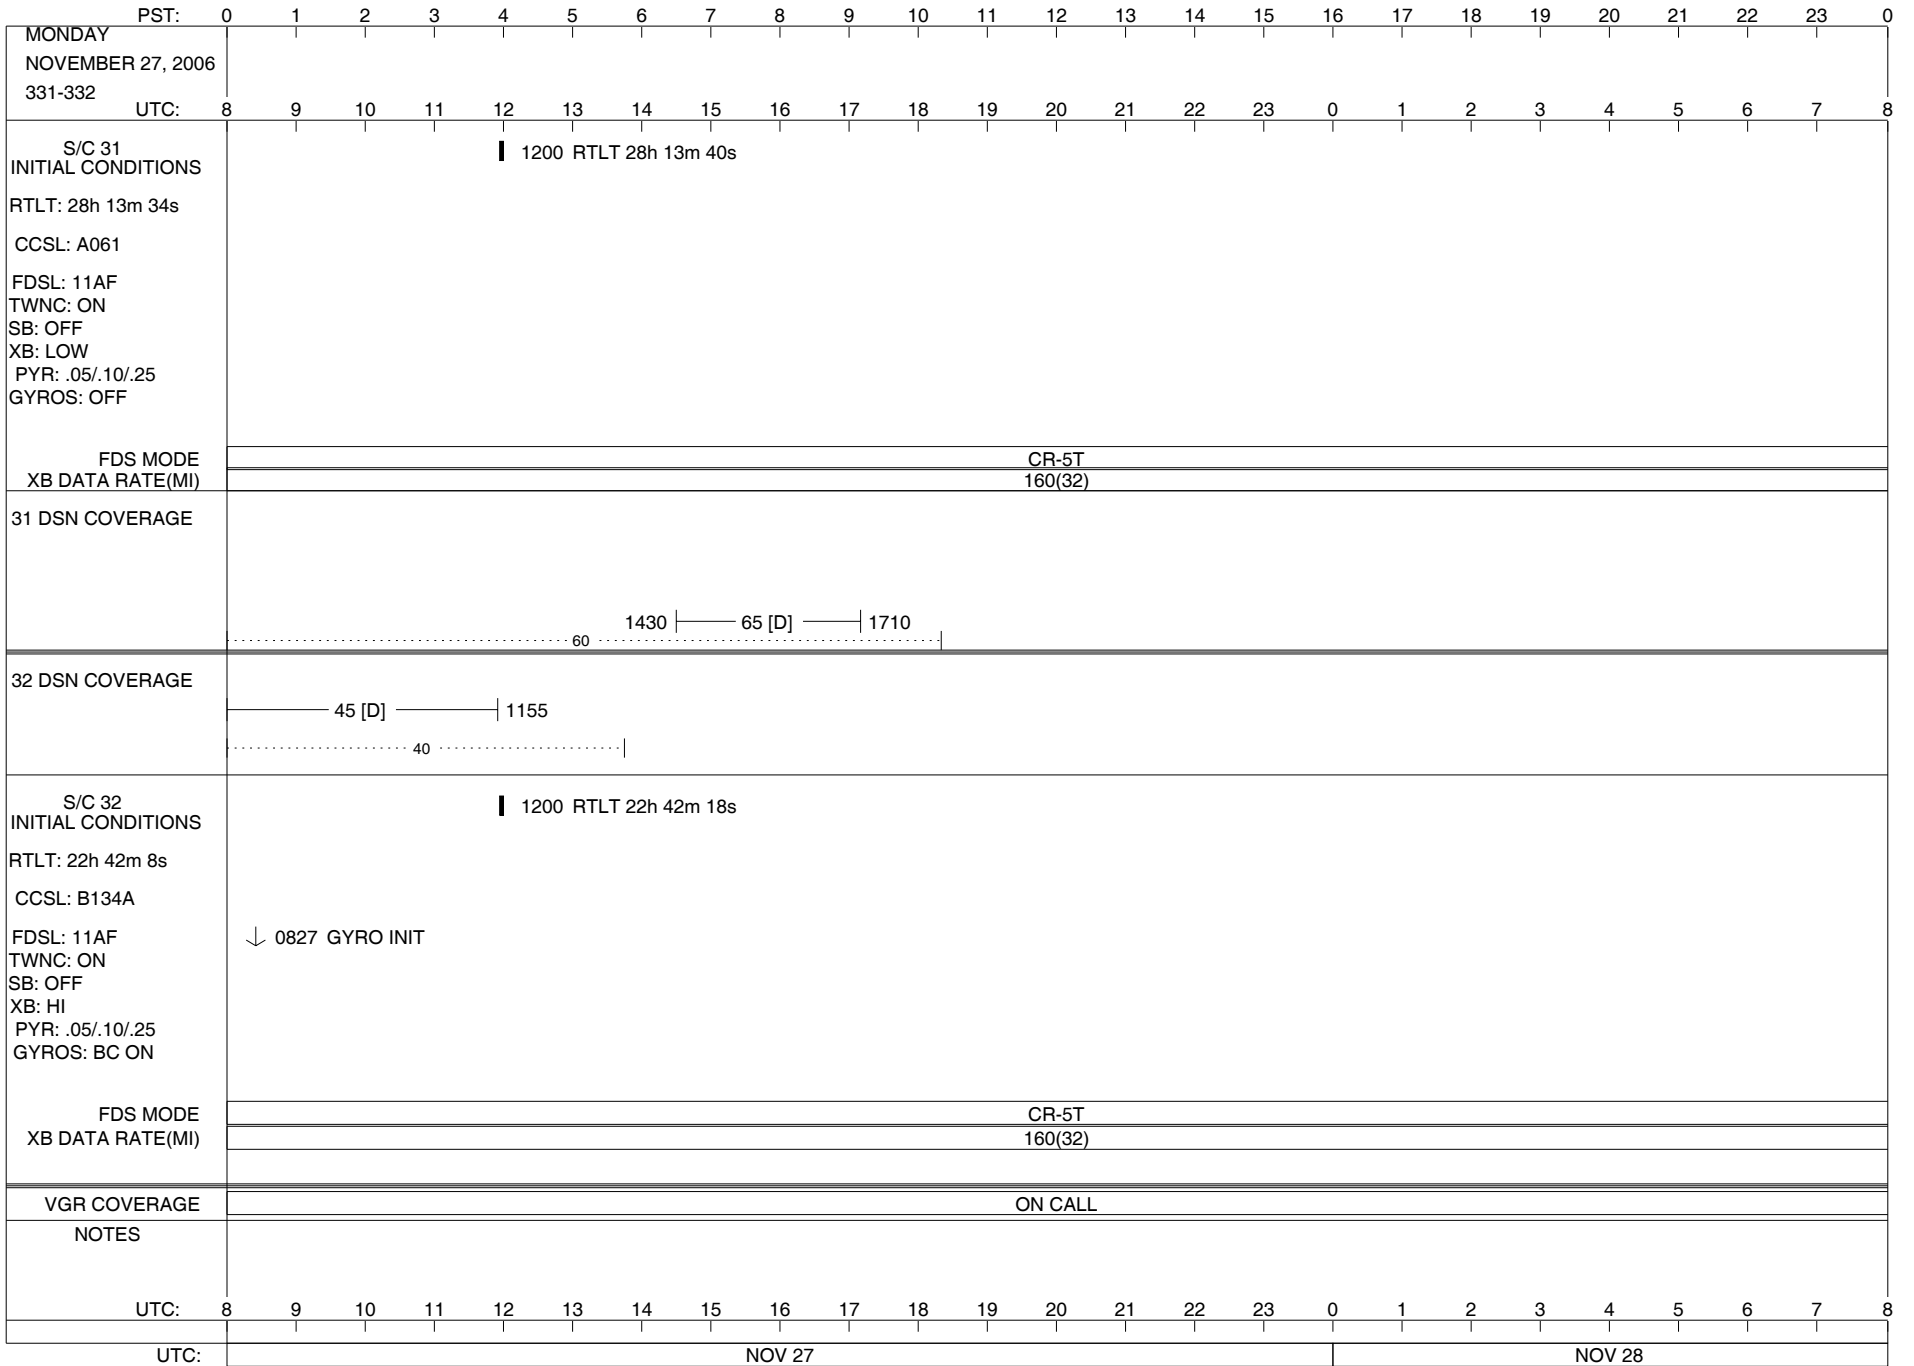 PST: 0 1 2 3 4 5 6 7 8 9 10 11 12 13 14 15 16 17 18 19 20 21 22 23 0
MONDAY
NOVEMBER 27, 2006
331-332
UTC: 8 9 10 11 12 13 14 15 16 17 18 19 20 21 22 23 0 1 2 3 4 5 6 7 8
S/C 31
INITIAL CONDITIONS
1200 RTLT 28h 13m 40s
RTLT: 28h 13m 34s
CCSL: A061
FDSL: 11AF
TWNC: ON
SB: OFF
XB: LOW
PYR: .05/.10/.25
GYROS: OFF
FDS MODE CR-5T
XB DATA RATE(MI) 160(32)
31 DSN COVERAGE
1430 65 [D] 1710
60
32 DSN COVERAGE
45 [D] 1155
40
S/C 32
INITIAL CONDITIONS
1200 RTLT 22h 42m 18s
RTLT: 22h 42m 8s
CCSL: B134A
FDSL: 11AF
0827 GYRO INIT
TWNC: ON
SB: OFF
XB: HI
PYR: .05/.10/.25
GYROS: BC ON
FDS MODE CR-5T
XB DATA RATE(MI) 160(32)
VGR COVERAGE ON CALL
NOTES
UTC: 8 9 10 11 12 13 14 15 16 17 18 19 20 21 22 23 0 1 2 3 4 5 6 7 8
UTC: NOV 27 NOV 28